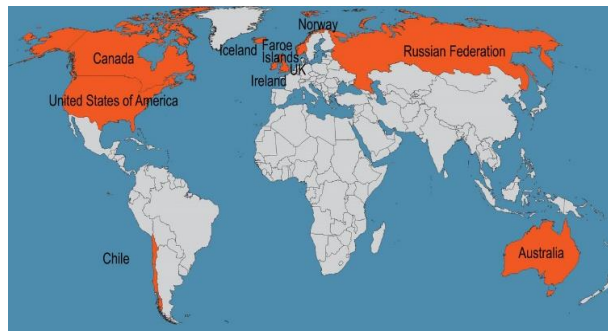 Norway
Iceland
Faroe
Islands
UK
Ireland
Canada
Russian Federation
United States of America
Chile
Australia